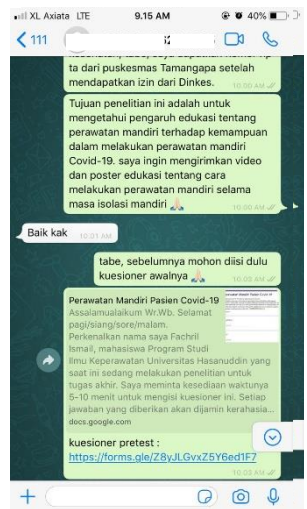 XL Axiata LTE 9.15 AM 40%
111
ta dari puskesmas Tamangapa setelah
mendapatkan izin dari Dinkes.
10:00 AM
Tujuan penelitian ini adalah untuk
mengetahui pengaruh edukasi tentang
perawatan mandiri terhadap kemampuan
dalam melakukan perawatan mandiri
Covid-19. saya ingin mengirimkan video
dan poster edukasi tentang cara
melakukan perawatan mandiri selama
masa isolasi mandiri
10:00 AM
Baik kak 10:01 AM
tabe, sebelumnya mohon diisi dulu
kuesioner awalnya
10:03 AM
Perawatan Mandiri Pasien Covid-19
Assalamualaikum Wr.Wb. Selamat
pagi/siang/sore/malam.
Perkenalkan nama saya Fachril
Ismail, mahasiswa Program Studi
Ilmu Keperawatan Universitas Hasanuddin yang
saat ini sedang melakukan penelitian untuk
tugas akhir. Saya meminta kesediaan waktunya
5-10 menit untuk mengisi kuesioner ini. Setiap
jawaban yang diberikan akan dijamin kerahasia...
docs.google.com
kuesioner pretest :
https://forms.gle/Z8yJLGvxZ5Y6ed1F7
10:03 AM